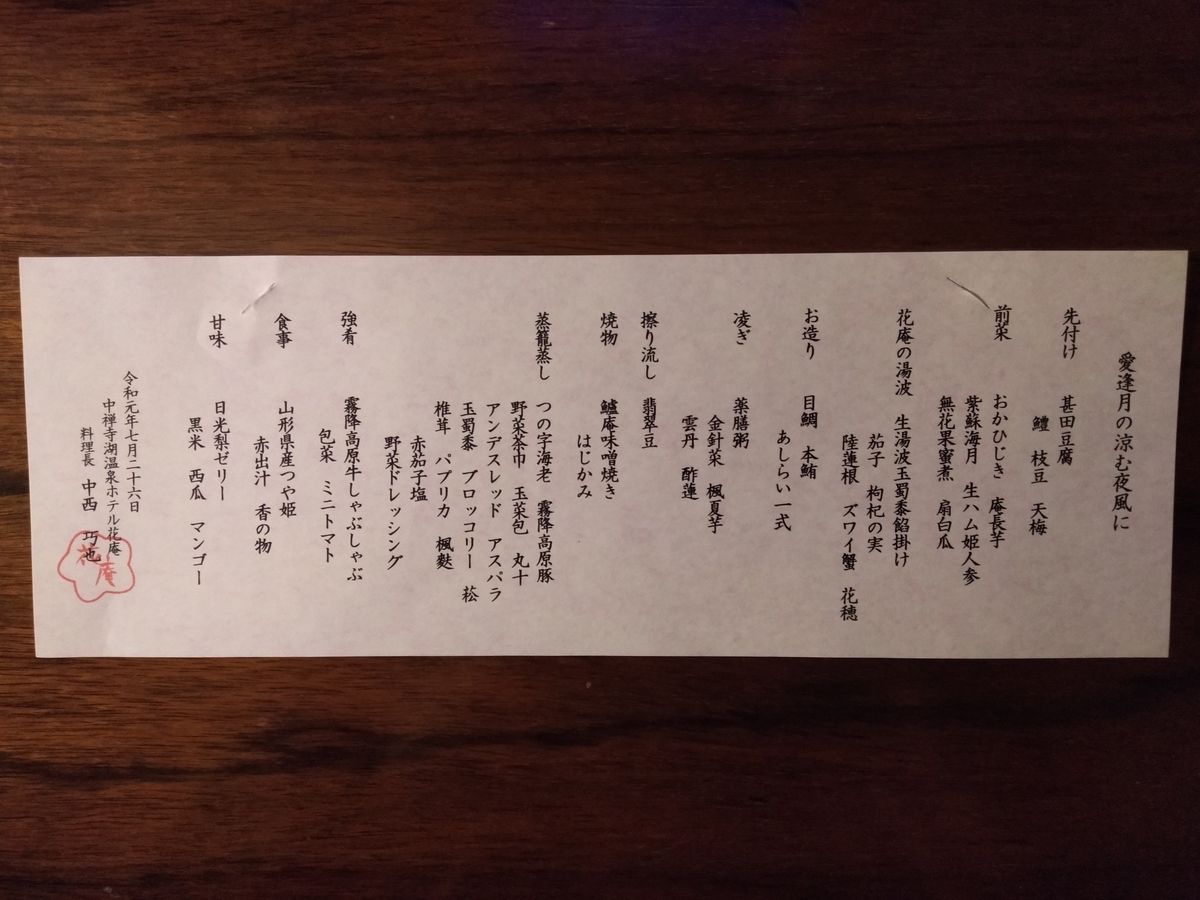 愛逢月の涼む夜風に
先付け　甚田豆腐
鱧　枝豆　天梅
前菜　おかひじき　庵長芋
紫蘇海月　生ハム姫人参
無花果蜜煮　扇白瓜
花庵の湯波　生湯波玉蜀黍餡掛け
茄子　枸杞の実
陸蓮根　ズワイ蟹　花穂
お造り　目鯛　本鮪
あしらい一式
凌ぎ　薬膳粥
金針菜　楓夏芋
雲丹　酢蓮
擦り流し　翡翠豆
焼物　鱸庵味噌焼き
はじかみ
蒸籠蒸し　つの字海老　霧降高原豚
野菜茶巾　玉菜包　丸十
アンデスレッド　アスパラ
玉蜀黍　ブロッコリー　菘
椎茸　パプリカ　楓麩
赤茄子塩
野菜ドレッシング
強肴　霧降高原牛しゃぶしゃぶ
包菜　ミニトマト
食事　山形県産つや姫
赤出汁　香の物
甘味　日光梨ゼリー
黒米　西瓜　マンゴー
令和元年七月二十六日
中禅寺湖温泉ホテル花庵
料理長　中西　巧也
花庵